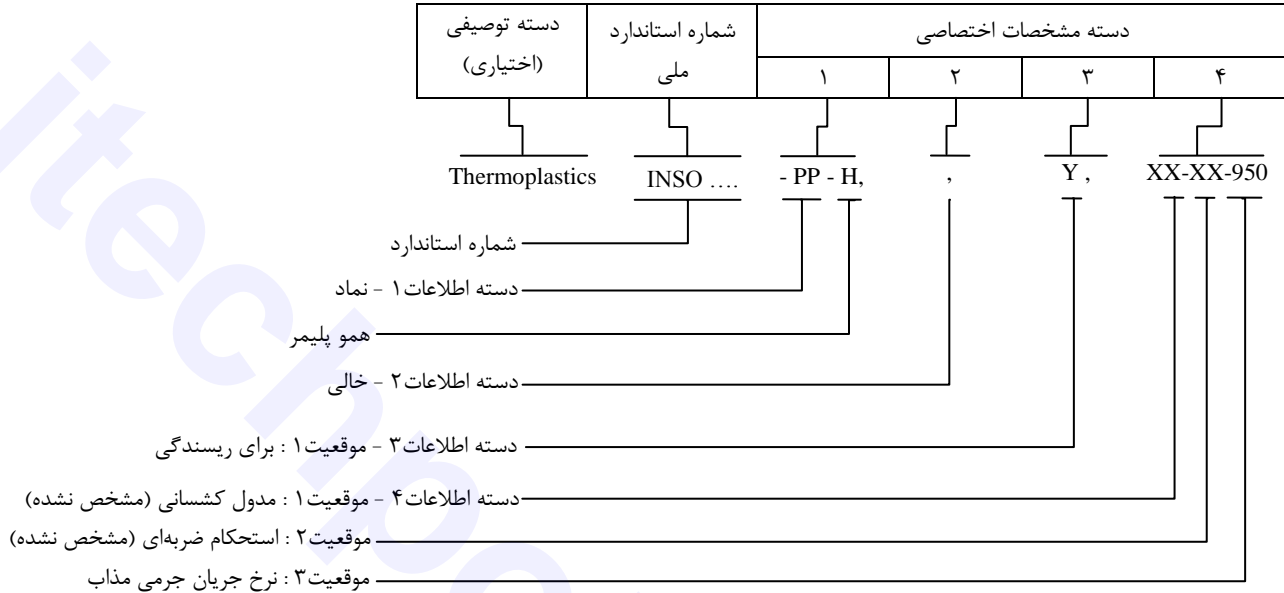 دسته توصیفی (اختیاری)
شماره استاندارد ملی
دسته مشخصات اختصاصی
۱ ۲ ۳ ۴
Thermoplastics INSO …. - PP - H, , Y , XX-XX-950
شماره استاندارد
دسته اطلاعات۱ - نماد
همو پلیمر
دسته اطلاعات۲ - خالی
دسته اطلاعات۳ - موقعیت۱ : برای ریسندگی
دسته اطلاعات۴ - موقعیت۱ : مدول کشسانی (مشخص نشده)
موقعیت۲ : استحکام ضربه‌ای (مشخص نشده)
موقعیت۳ : نرخ جریان جرمی مذاب
itechpo